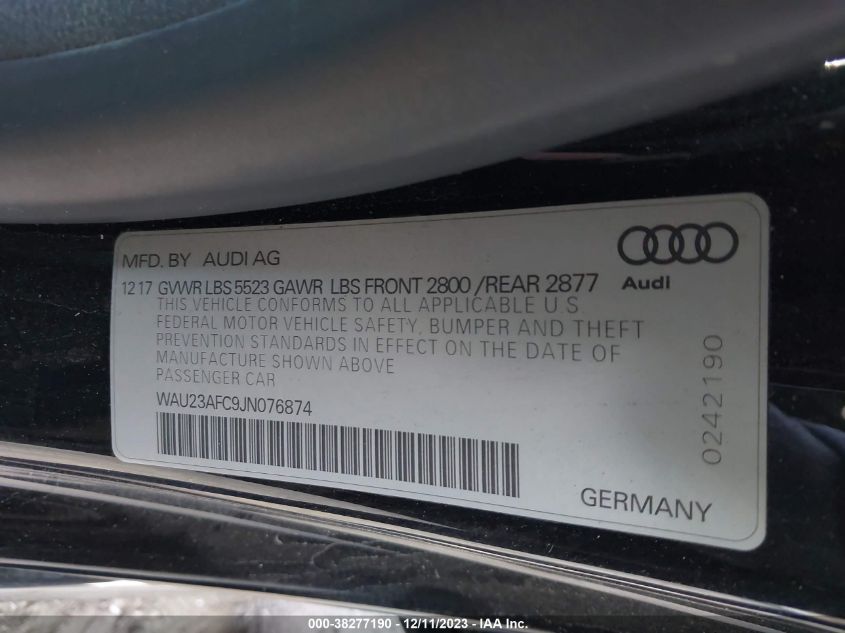 MFD. BY AUDI AG
Audi
12 17 GVWR LBS 5523 GAWR LBS FRONT 2800 /REAR 2877
THIS VEHICLE CONFORMS TO ALL APPLICABLE U.S.
FEDERAL MOTOR VEHICLE SAFETY, BUMPER AND THEFT
PREVENTION STANDARDS IN EFFECT ON THE DATE OF
MANUFACTURE SHOWN ABOVE
PASSENGER CAR
WAU23AFC9JN076874
0242190
GERMANY
000-38277190 - 12/11/2023 - IAA, Inc.